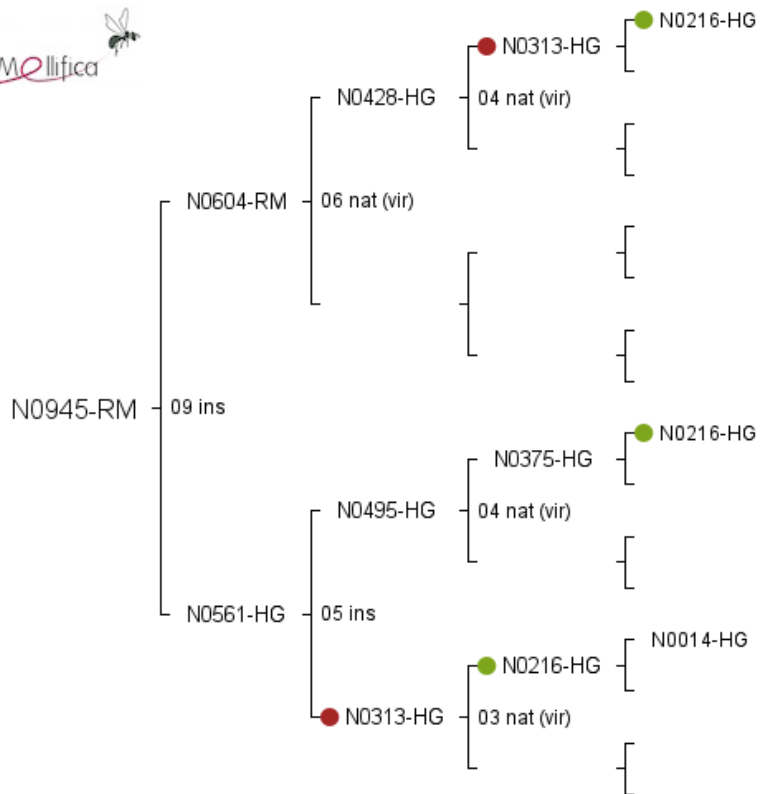 Mellifica
N0216-HG
N0313-HG
N0428-HG
04 nat (vir)
N0604-RM
06 nat (vir)
N0945-RM
09 ins
N0216-HG
N0375-HG
N0495-HG
04 nat (vir)
N0561-HG
05 ins
N0014-HG
N0216-HG
N0313-HG
03 nat (vir)